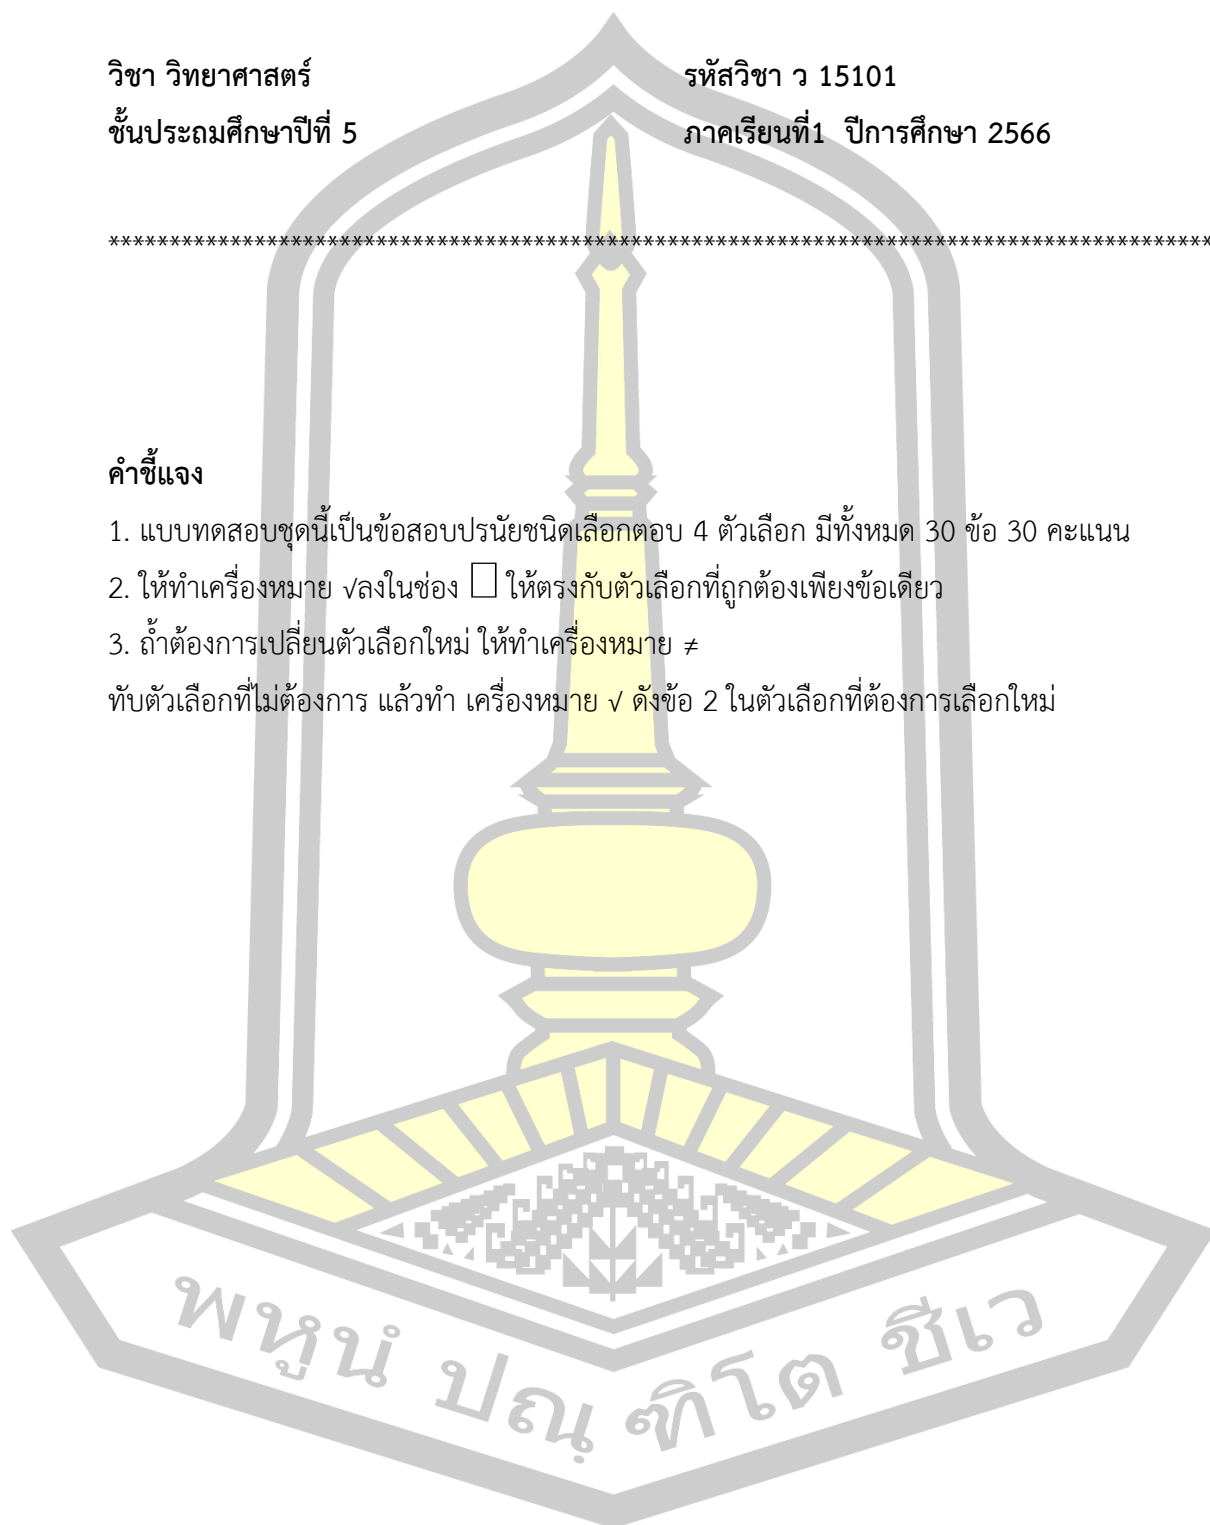 วิชา วิทยาศาสตร์ รหัสวิชา ว 15101
ชั้นประถมศึกษาปีที่ 5 ภาคเรียนที่1 ปีการศึกษา 2566
*******************************************************************************************
คำชี้แจง
1. แบบทดสอบชุดนี้เป็นข้อสอบปรนัยชนิดเลือกตอบ 4 ตัวเลือก มีทั้งหมด 30 ข้อ 30 คะแนน
2. ให้ทำเครื่องหมาย √ลงในช่อง □ ให้ตรงกับตัวเลือกที่ถูกต้องเพียงข้อเดียว
3. ถ้ำต้องการเปลี่ยนตัวเลือกใหม่ ให้ทำเครื่องหมาย ≠
ทับตัวเลือกที่ไม่ต้องการ แล้วทำ เครื่องหมาย √ ดังข้อ 2 ในตัวเลือกที่ต้องการเลือกใหม่
พหูนํ ปณฺฑิโต ชีเว